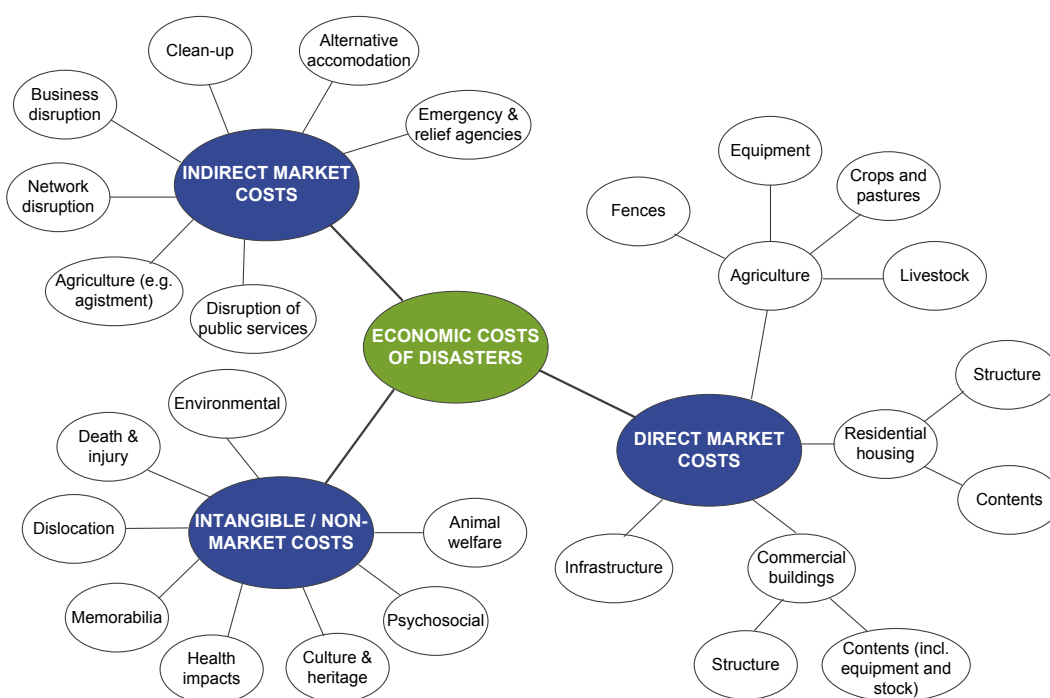 Clean-up
Alternative
accomodation
Business
disruption
Emergency &
relief agencies
INDIRECT MARKET
COSTS
Network
disruption
Agriculture (e.g.
agistment)
Disruption of
public services
Equipment
Crops and
pastures
Fences
Agriculture
Livestock
ECONOMIC COSTS
OF DISASTERS
Structure
Environmental
Death &
injury
DIRECT MARKET
COSTS
Residential
housing
Contents
Dislocation
INTANGIBLE / NON-
MARKET COSTS
Animal
welfare
Infrastructure
Commercial
buildings
Memorabilia
Psychosocial
Health
impacts
Culture &
heritage
Structure
Contents (incl.
equipment and
stock)